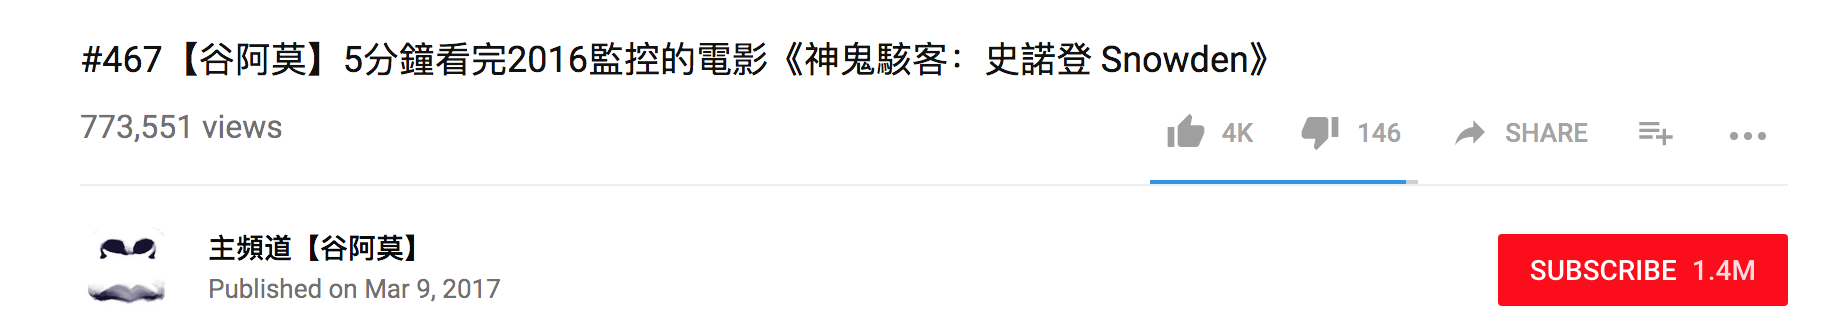 #467【谷阿莫】5分鐘看完2016監控的電影《神鬼駭客：史諾登 Snowden》
773,551 views
4K 146 SHARE
主頻道【谷阿莫】
Published on Mar 9, 2017
SUBSCRIBE 1.4M